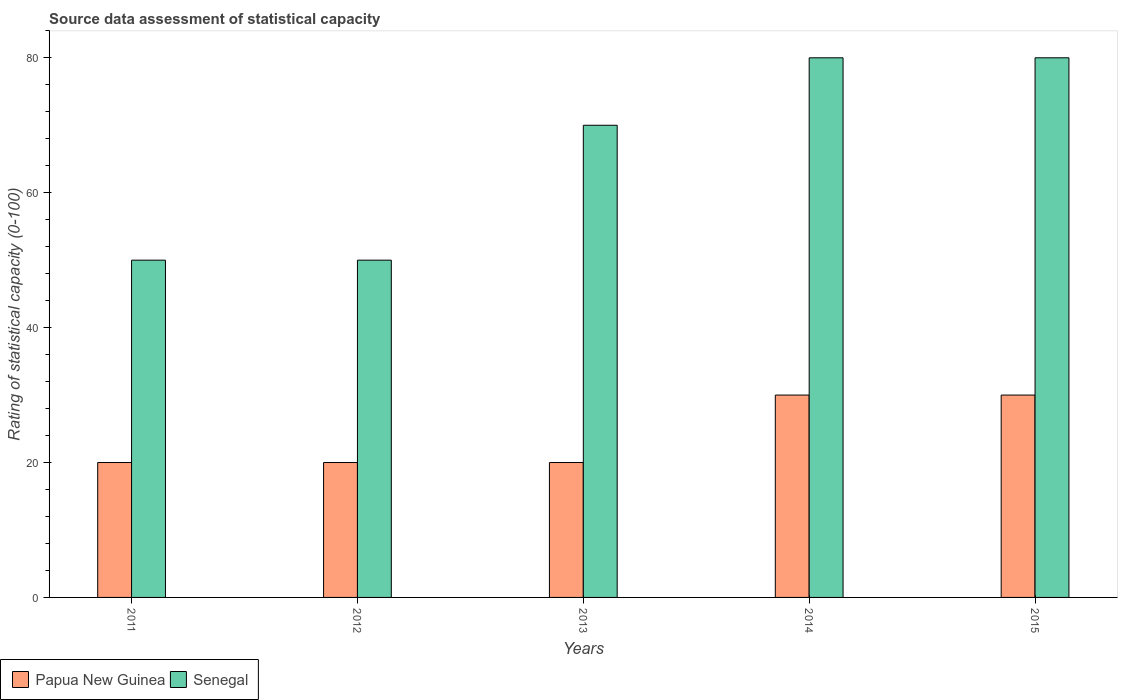 Source data assessment of statistical capacity
Rating of statistical capacity (0-100)
80
60
40
20
0
2011
2012
2013
2014
2015
Years
Papua New Guinea
Senegal